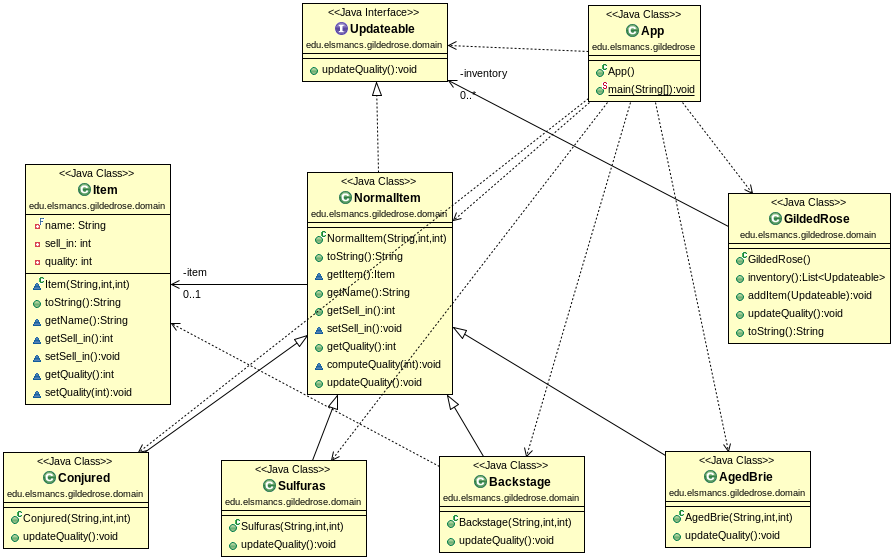 <<Java Interface>>
Updateable
edu.elsmancs.gildedrose.domain
updateQuality():void
<<Java Class>>
App
edu.elsmancs.gildedrose
App()
main(String[]):void
-inventory
0..*
<<Java Class>>
Item
edu.elsmancs.gildedrose.domain
name: String
sell_in: int
quality: int
Item(String,int,int)
toString():String
getName():String
getSell_in():int
setSell_in():void
getQuality():int
setQuality(int):void
-item
0..1
<<Java Class>>
NormalItem
edu.elsmancs.gildedrose.domain
NormalItem(String,int,int)
toString():String
getItem():Item
getName():String
getSell_in():int
setSell_in():void
getQuality():int
computeQuality(int):void
updateQuality():void
<<Java Class>>
GildedRose
edu.elsmancs.gildedrose.domain
GildedRose()
inventory():List<Updateable>
addItem(Updateable):void
updateQuality():void
toString():String
<<Java Class>>
Conjured
edu.elsmancs.gildedrose.domain
Conjured(String,int,int)
updateQuality():void
<<Java Class>>
Sulfuras
edu.elsmancs.gildedrose.domain
Sulfuras(String,int,int)
updateQuality():void
<<Java Class>>
Backstage
edu.elsmancs.gildedrose.domain
Backstage(String,int,int)
updateQuality():void
<<Java Class>>
AgedBrie
edu.elsmancs.gildedrose.domain
AgedBrie(String,int,int)
updateQuality():void